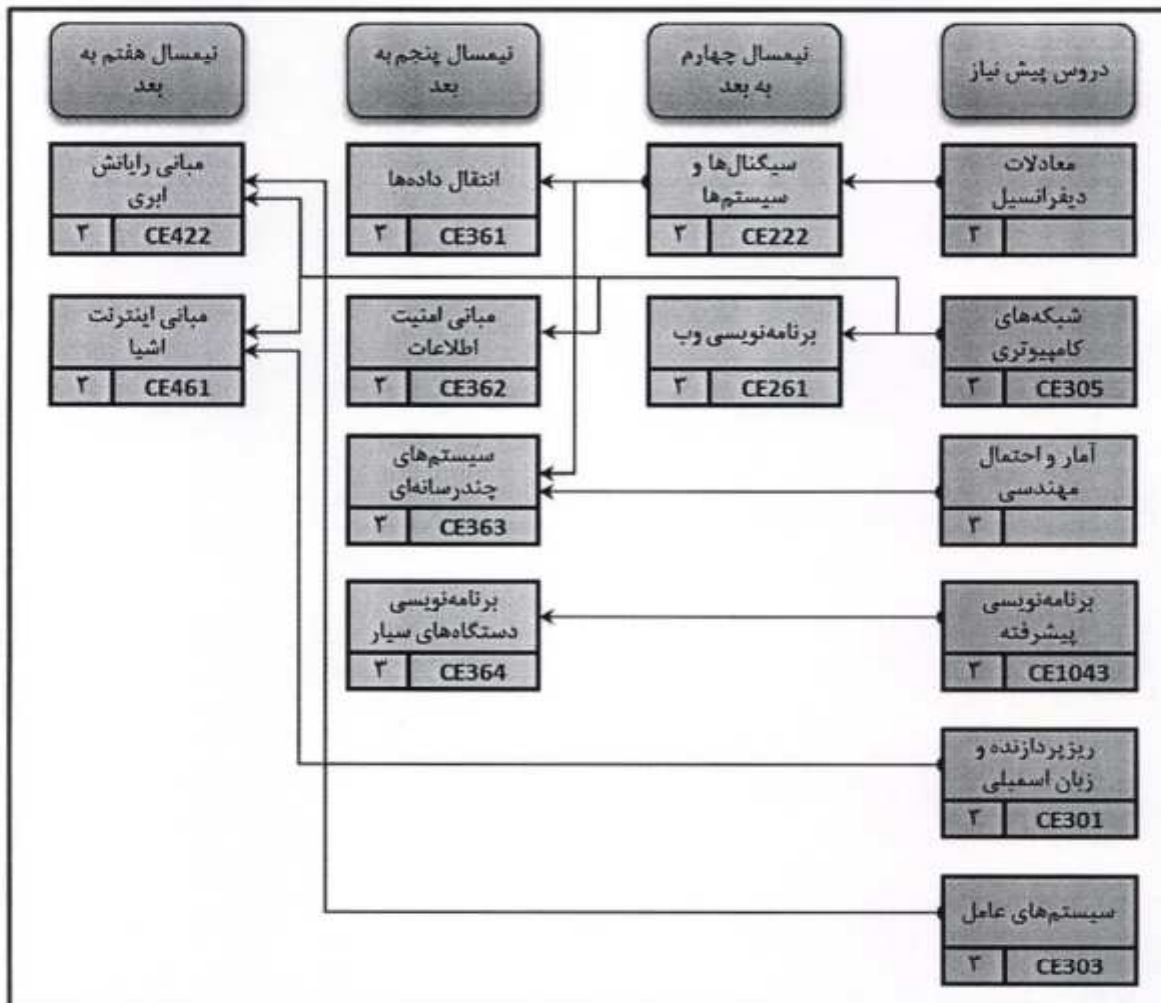 دروس پیش نیاز
نیمسال چهارم
به بعد
نیمسال پنجم به
بعد
نیمسال هفتم به
بعد
معادلات
دیفرانسیل
۳
سیگنال‌ها و
سیستم‌ها
CE222 ۳
انتقال داده‌ها
CE361 ۳
مبانی رایانش
ابری
CE422 ۳
شبکه‌های
کامپیوتری
CE305 ۳
برنامه‌نویسی وب
CE261 ۳
مبانی امنیت
اطلاعات
CE362 ۳
مبانی اینترنت
اشیا
CE461 ۳
آمار و احتمال
مهندسی
۳
سیستم‌های
چندرسانه‌ای
CE363 ۳
برنامه‌نویسی
پیشرفته
CE1043 ۳
برنامه‌نویسی
دستگاه‌های سیار
CE364 ۳
ریزپردازنده و
زبان اسمبلی
CE301 ۳
سیستم‌های عامل
CE303 ۳